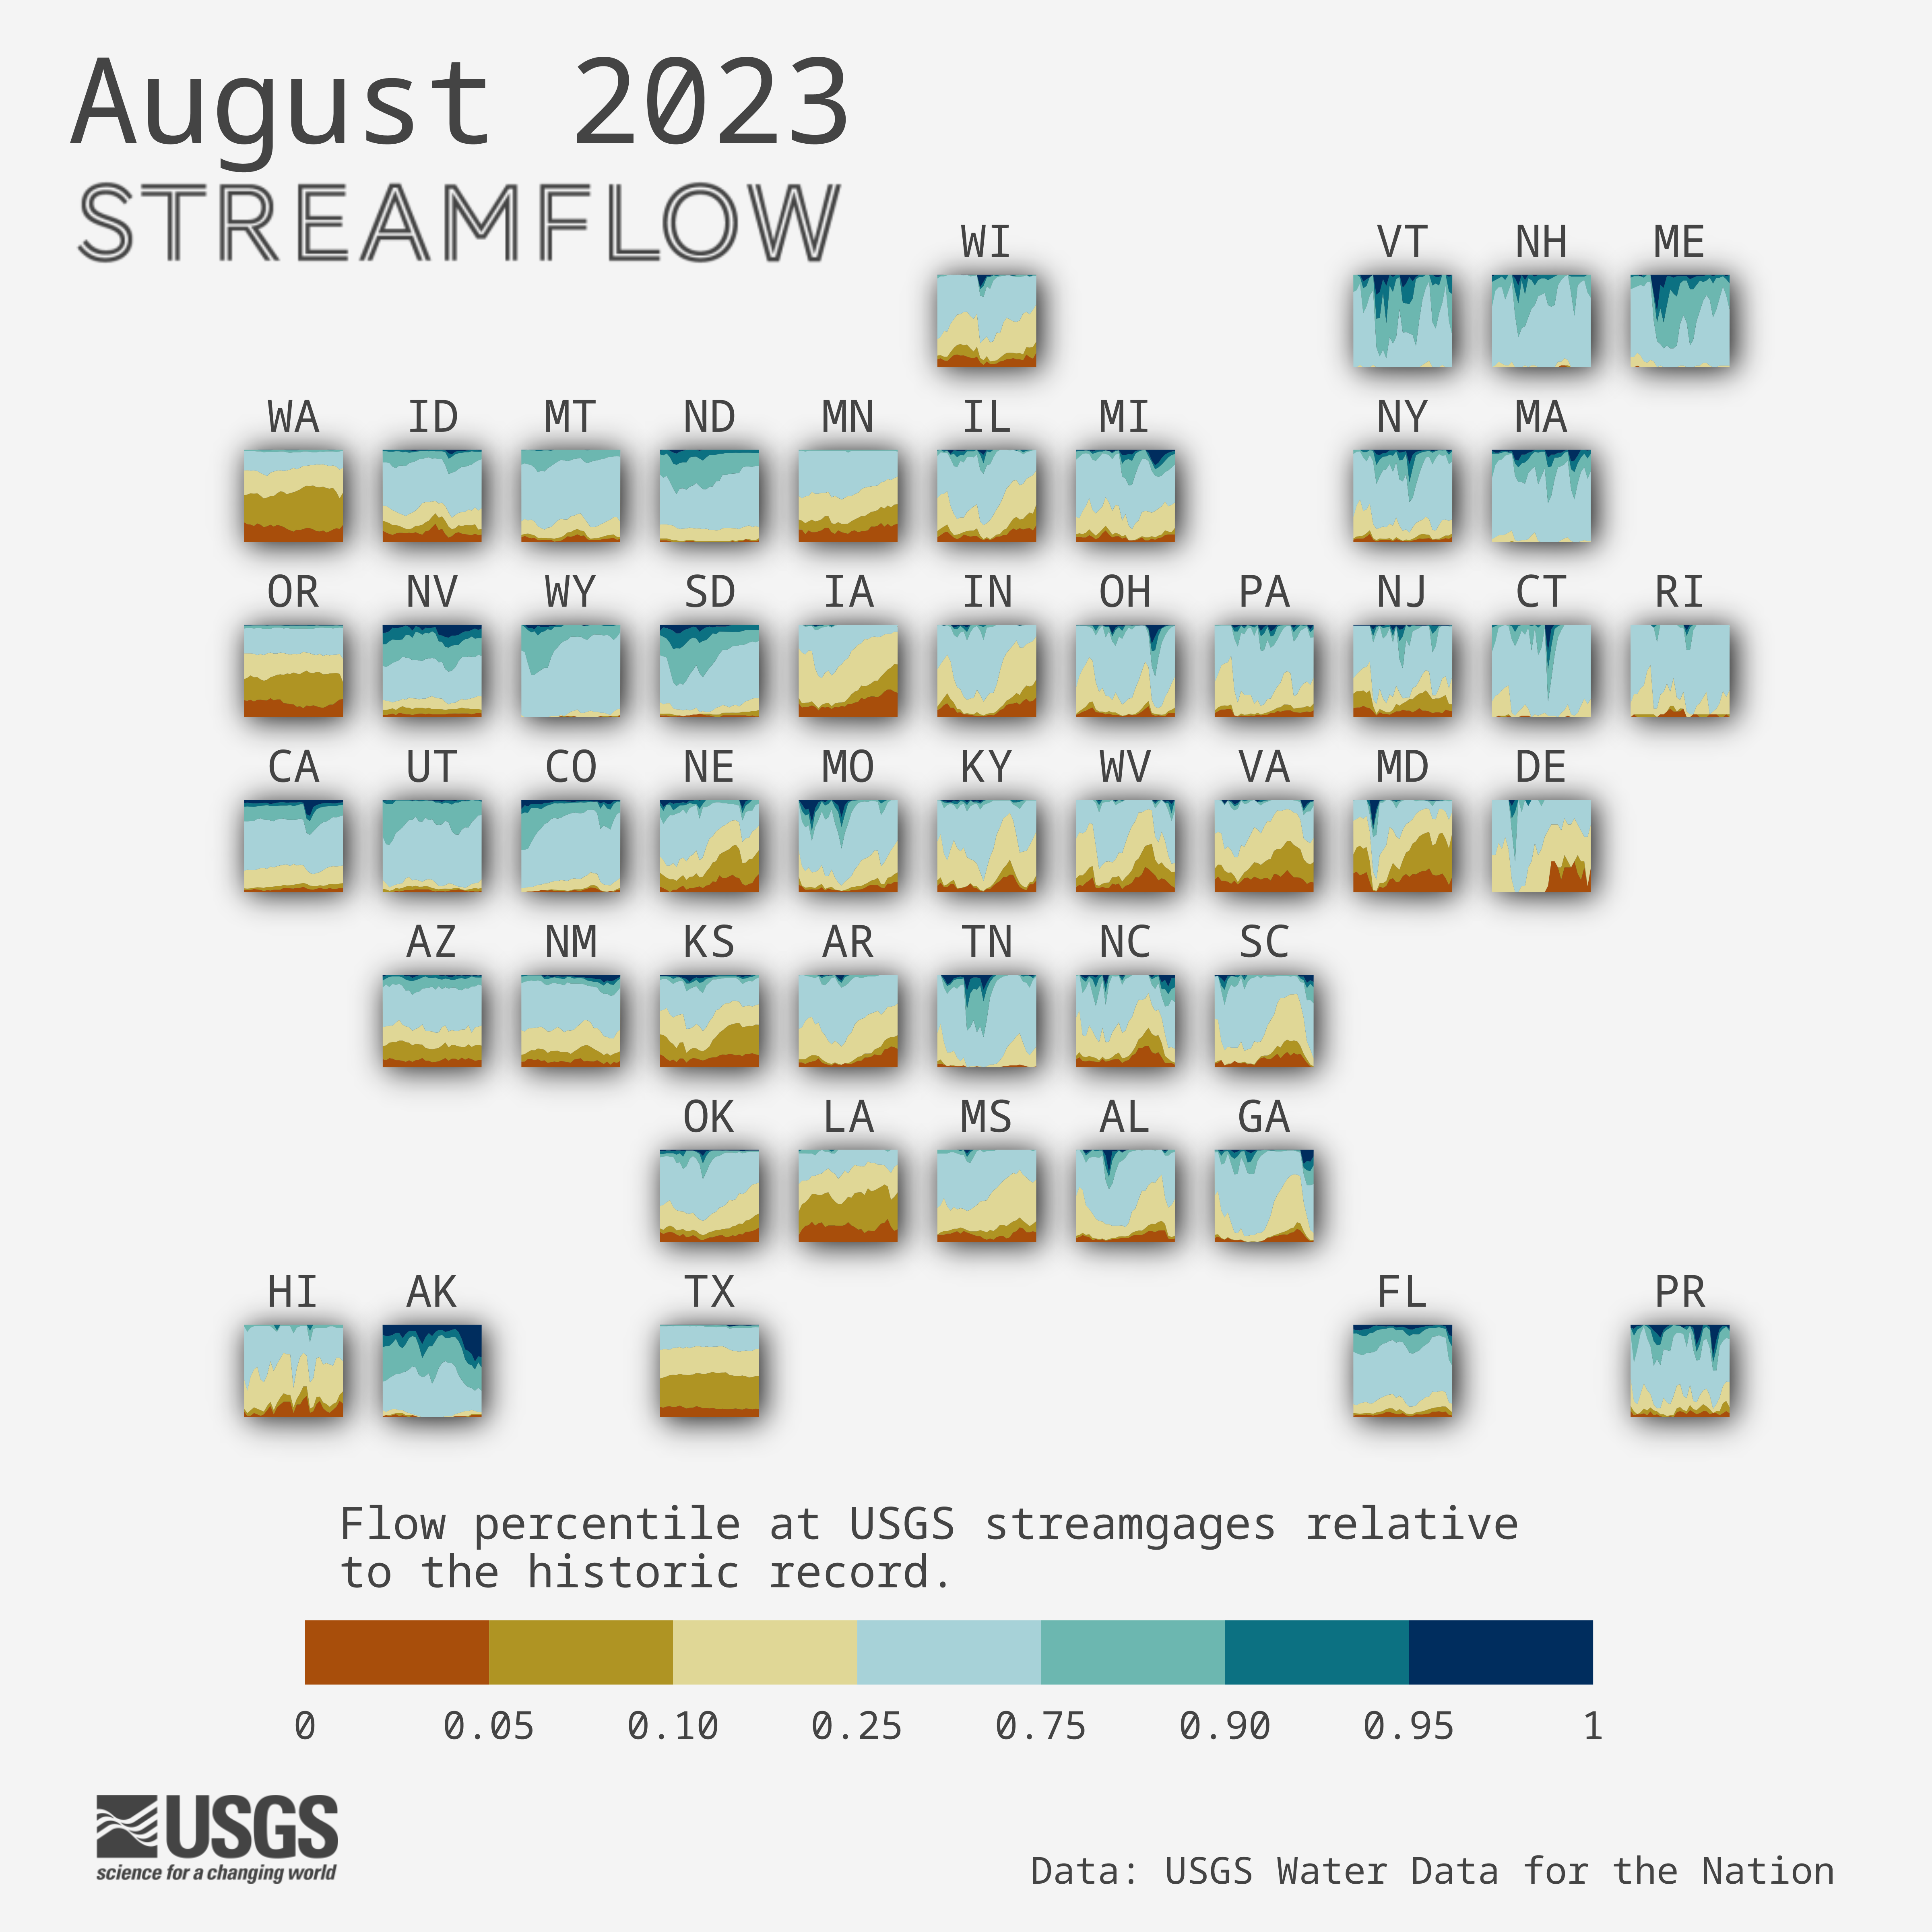 August 2023
STREAMFLOW
WI VT NH ME
WA ID MT ND MN IL MI NY MA
OR NV WY SD IA IN OH PA NJ CT RI
CA UT CO NE MO KY WV VA MD DE
AZ NM KS AR TN NC SC
OK LA MS AL GA
HI AK TX FL PR
Flow percentile at USGS streamgages relative
to the historic record.
0 0.05 0.10 0.25 0.75 0.90 0.95 1
USGS
science for a changing world
Data: USGS Water Data for the Nation